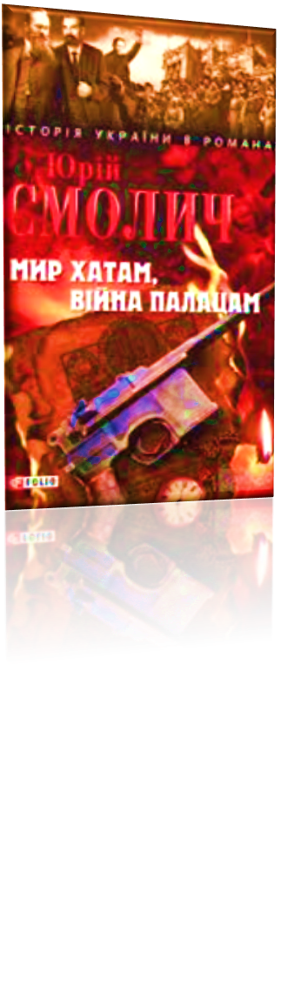 ІСТОРІЯ УКРАЇНИ В РОМАНА
Юрій
СМОЛИЧ
МИР ХАТАМ,
ВІЙНА ПАЛАЦАМ
FOLIO